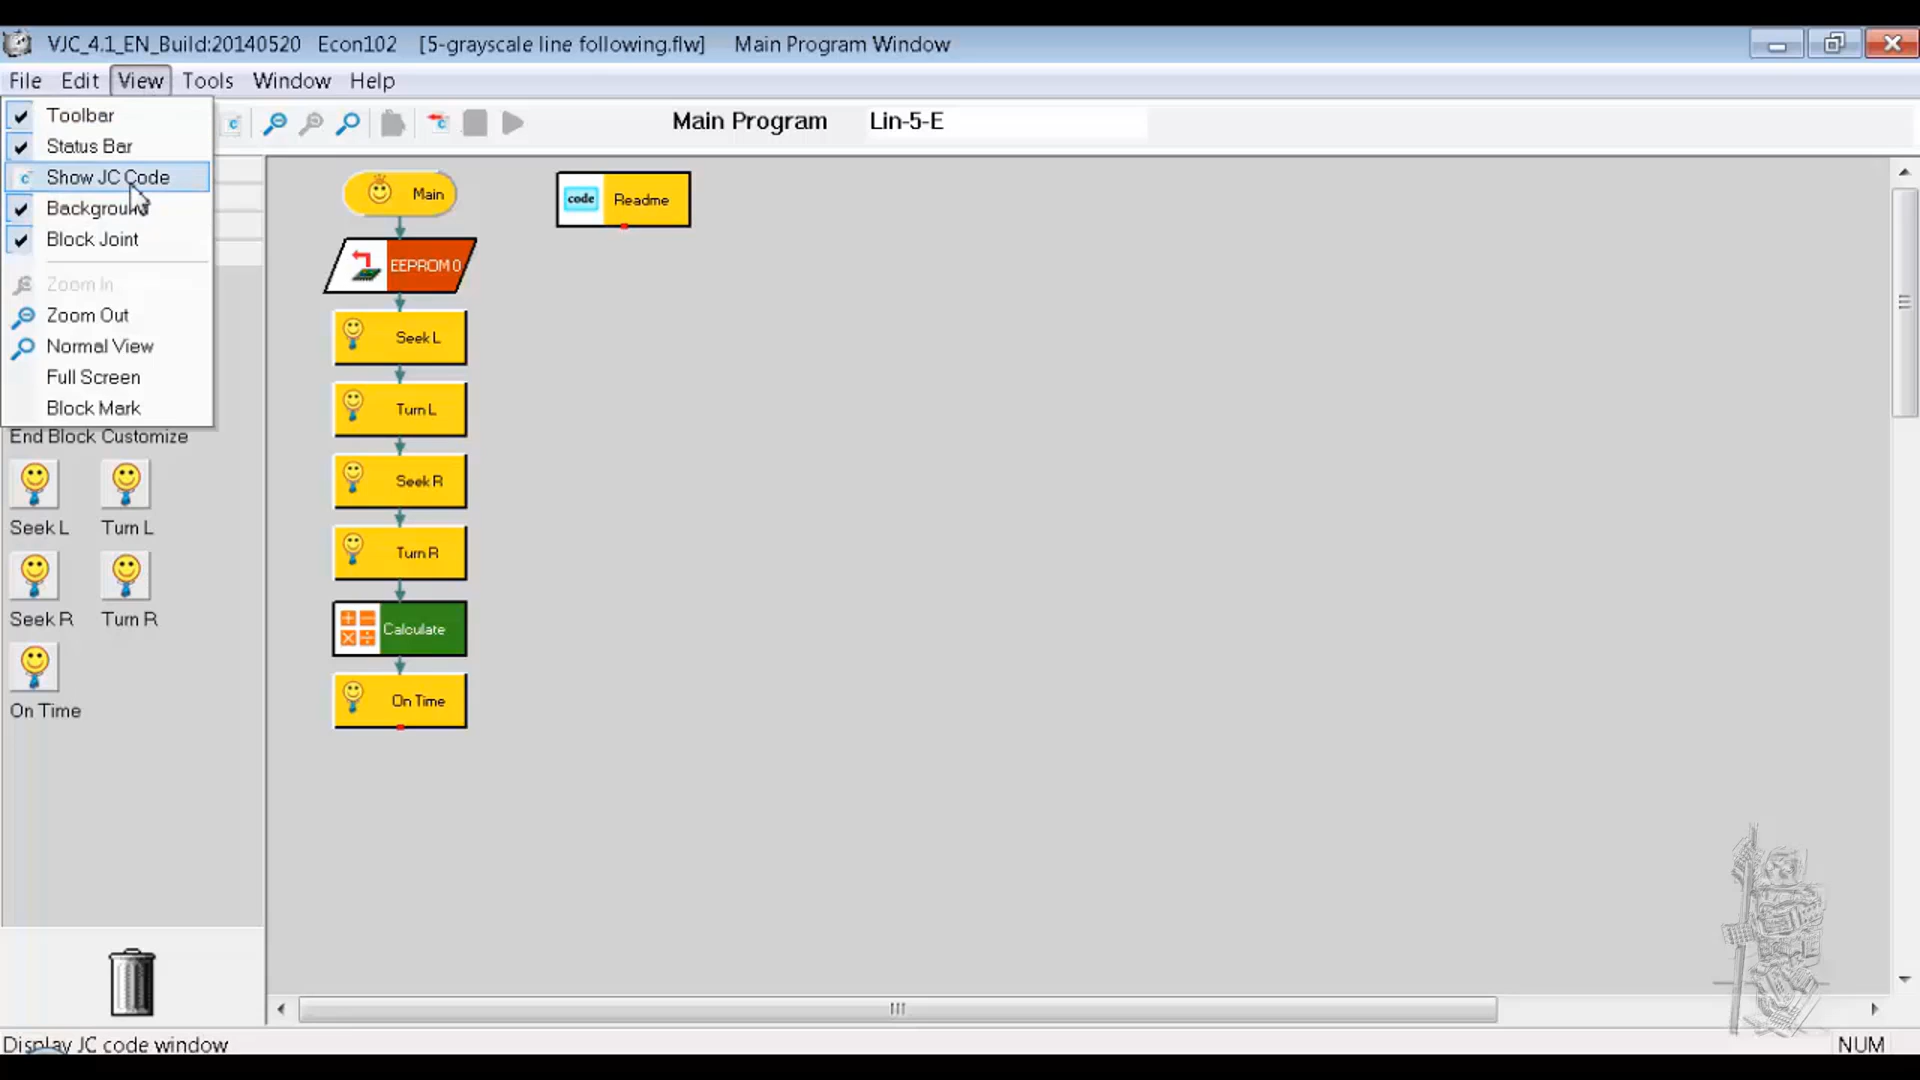 VJC_4.1_EN_Build:20140520 Econ102 [5-grayscale line following.flw] Main Program Window
File Edit View Tools Window Help
Toolbar
Status Bar
Show JC Code
Background
Block Joint
Zoom In
Zoom Out
Normal View
Full Screen
Block Mark
Main Program Lin-5-E
End Block Customize
Seek L Turn L
Seek R Turn R
On Time
Main
EEPROM 0
Seek L
Turn L
Seek R
Turn R
Calculate
On Time
code Readme
Display JC code window
NUM